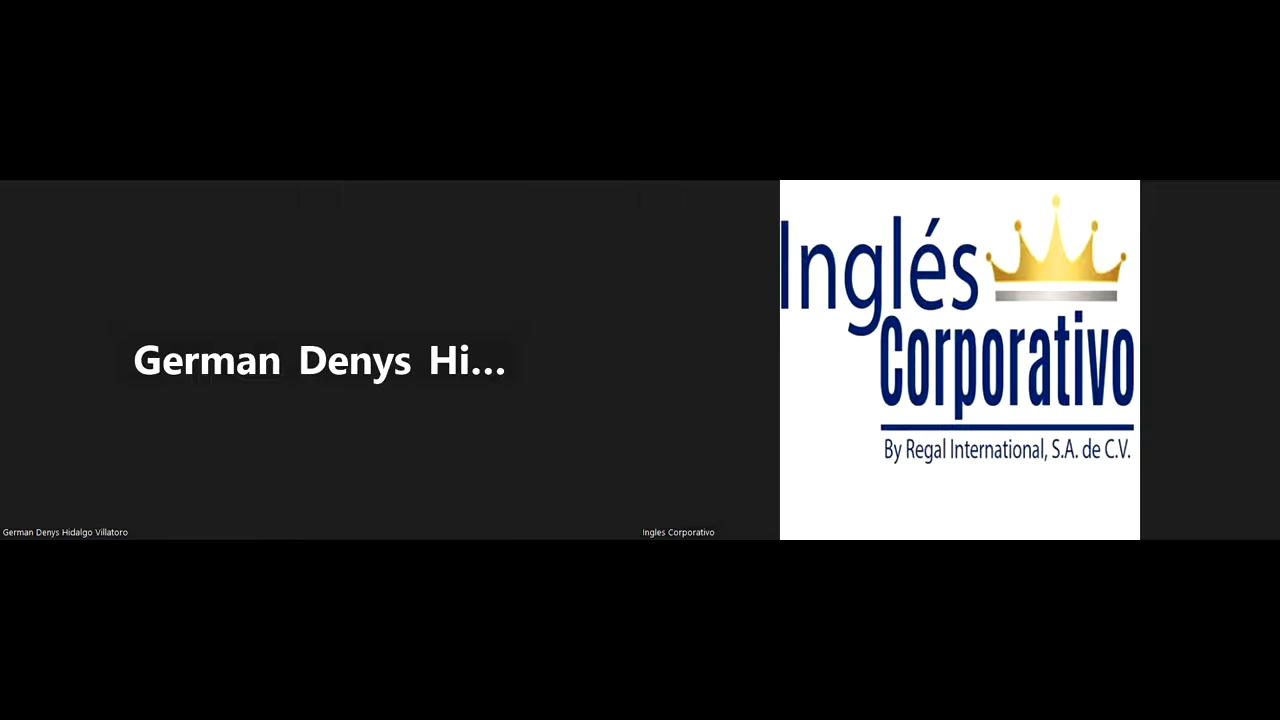 German Denys Hi...
German Denys Hidalgo Villatoro
Inglés
Corporativo
By Regal International, S.A. de C.V.
Ingles Corporativo